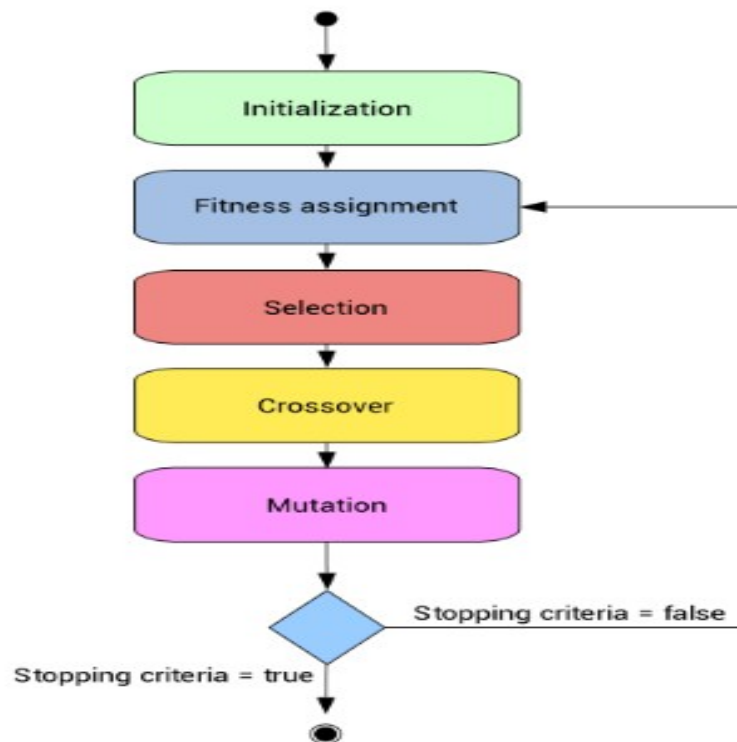 Initialization
Fitness assignment
Selection
Crossover
Mutation
Stopping criteria = false
Stopping criteria = true